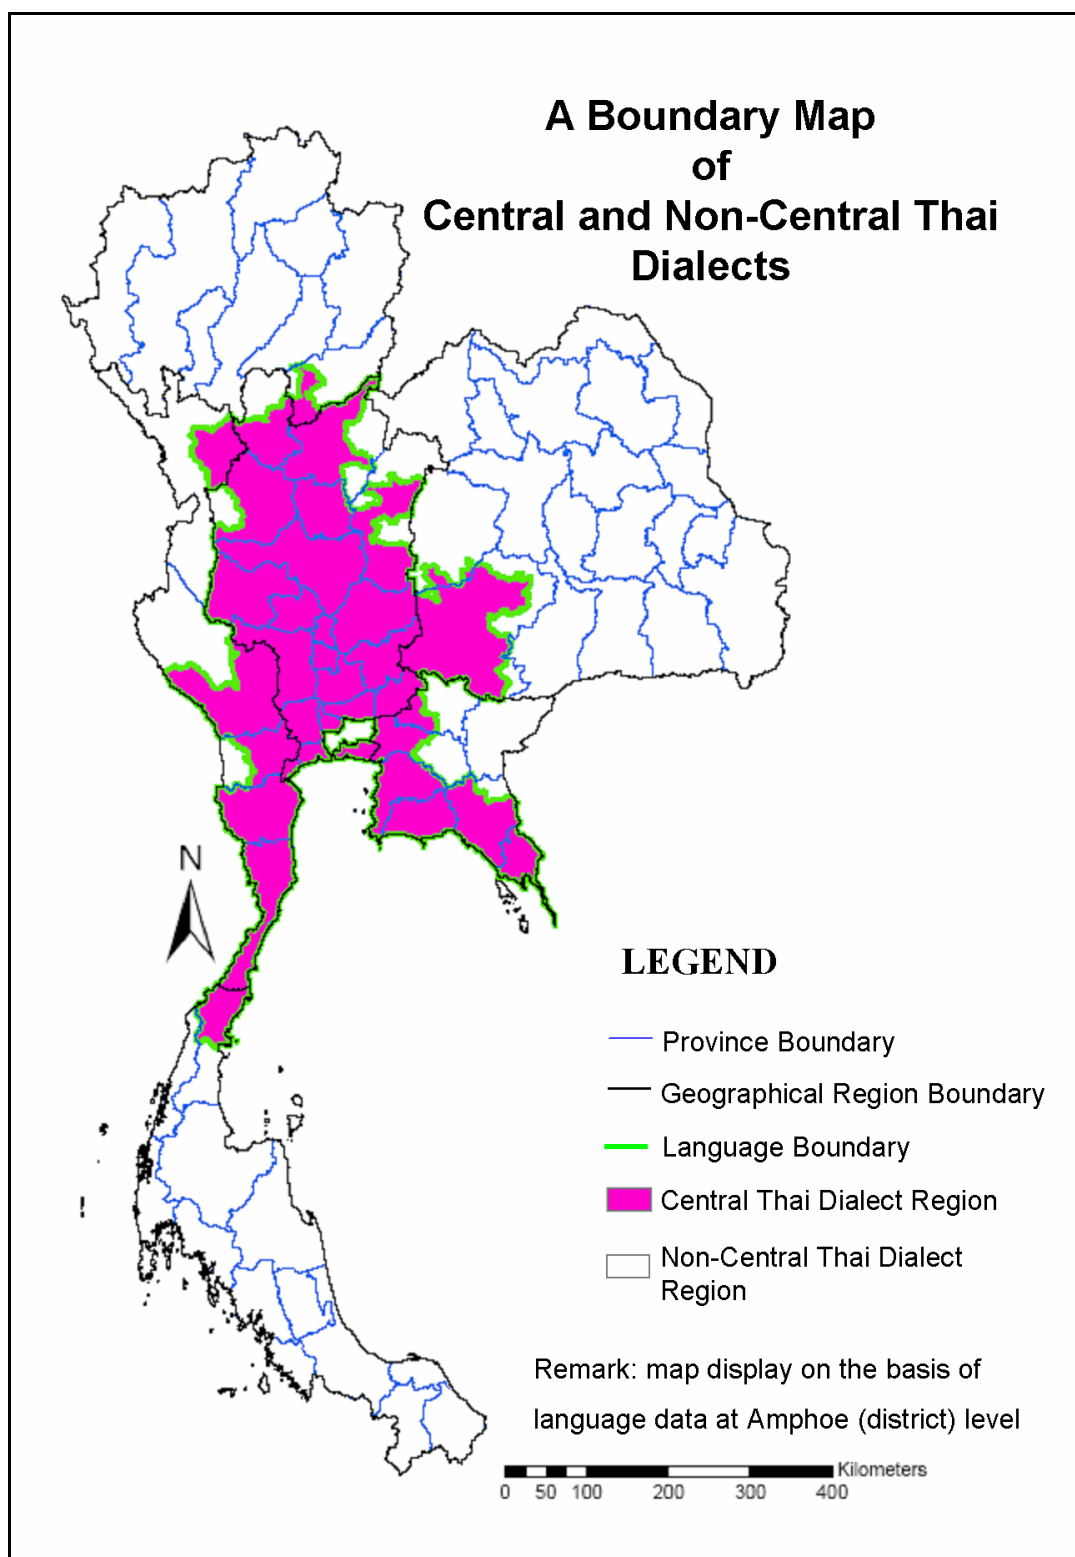 A Boundary Map
of
Central and Non-Central Thai
Dialects
N
LEGEND
Province Boundary
Geographical Region Boundary
Language Boundary
Central Thai Dialect Region
Non-Central Thai Dialect
Region
Remark: map display on the basis of
language data at Amphoe (district) level
Kilometers
0 50 100 200 300 400